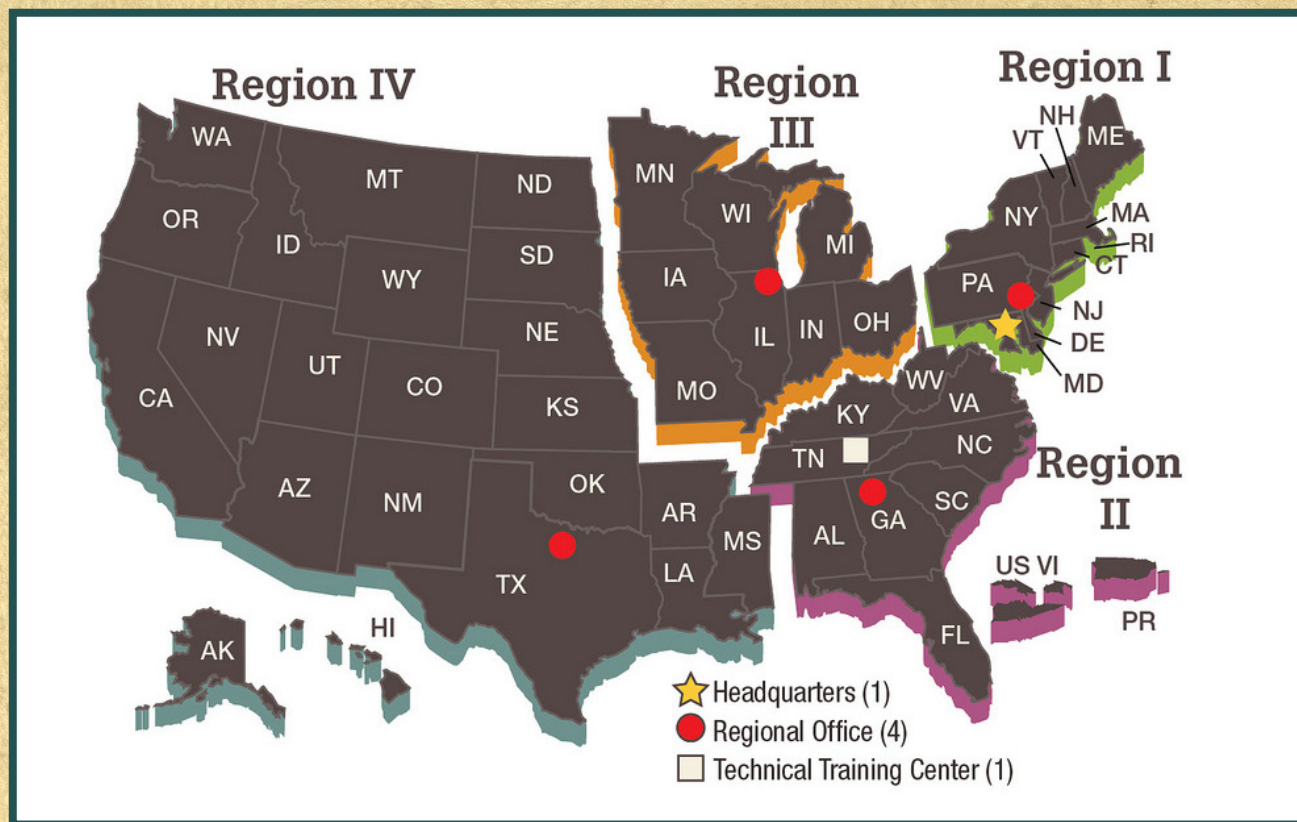 Region IV
Region
III
Region I
WA
OR
ID
MT
ND
SD
WY
NE
NV
UT
CO
KS
CA
AZ
NM
OK
TX
AR
LA
MS
AK
HI
MN
WI
MI
IA
IL
IN
OH
MO
NH
VT
ME
NY
MA
RI
CT
PA
NJ
DE
MD
WV
KY
VA
TN
NC
SC
AL
GA
FL
Region
II
US VI
PR
Headquarters (1)
Regional Office (4)
Technical Training Center (1)